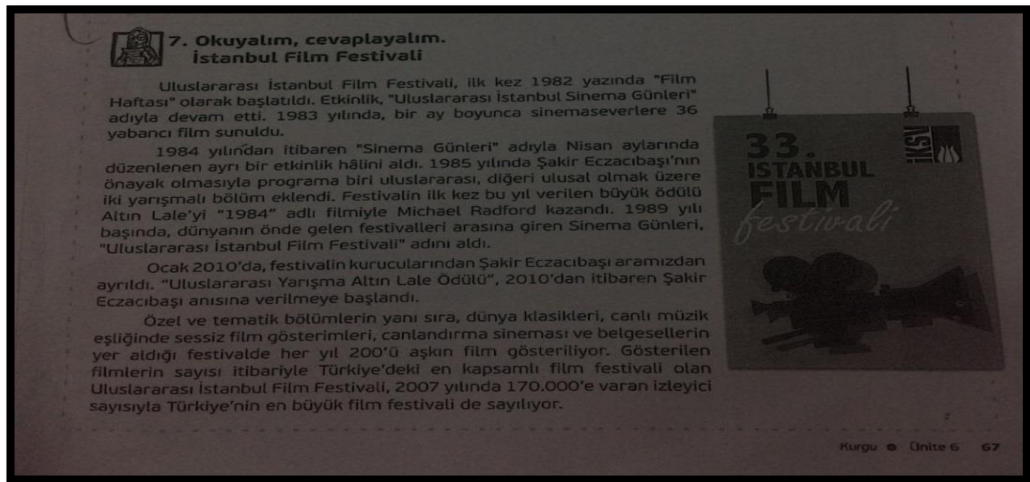 7. Okuyalım, cevaplayalım.
İstanbul Film Festivali
Uluslararası İstanbul Film Festivali, ilk kez 1982 yazında "Film
Haftası" olarak başlatıldı. Etkinlik, "Uluslararası İstanbul Sinema Günleri"
adıyla devam etti. 1983 yılında, bir ay boyunca sinemaseverlere 36
yabancı film sunuldu.
1984 yılından itibaren "Sinema Günleri" adıyla Nisan aylarında
düzenlenen ayrı bir etkinlik hâlini aldı. 1985 yılında Şakir Eczacıbaşı'nın
önayak olmasıyla programa biri uluslararası, diğeri ulusal olmak üzere
iki yarışmalı bölüm eklendi. Festivalin ilk kez bu yıl verilen büyük ödülü
Altın Lale'yi "1984" adlı filmiyle Michael Radford kazandı. 1989 yılı
başında, dünyanın önde gelen festivalleri arasına giren Sinema Günleri,
"Uluslararası İstanbul Film Festivali" adını aldı.
Ocak 2010'da, festivalin kurucularından Şakir Eczacıbaşı aramızdan
ayrıldı. "Uluslararası Yarışma Altın Lale Ödülü", 2010'dan itibaren Şakir
Eczacıbaşı anısına verilmeye başlandı.
Özel ve tematik bölümlerin yanı sıra, dünya klasikleri, canlı müzik
eşliğinde sessiz film gösterimleri, canlandırma sineması ve belgesellerin
yer aldığı festivalde her yıl 200'ü aşkın film gösteriliyor. Gösterilen
filmlerin sayısı itibariyle Türkiye'deki en kapsamlı film festivali olan
Uluslararası İstanbul Film Festivali, 2007 yılında 170.000'e varan izleyici
sayısıyla Türkiye'nin en büyük film festivali de sayılıyor.
33.
ISTANBUL
FILM
festivali
iKSV
Kurgu Ünite 6 67